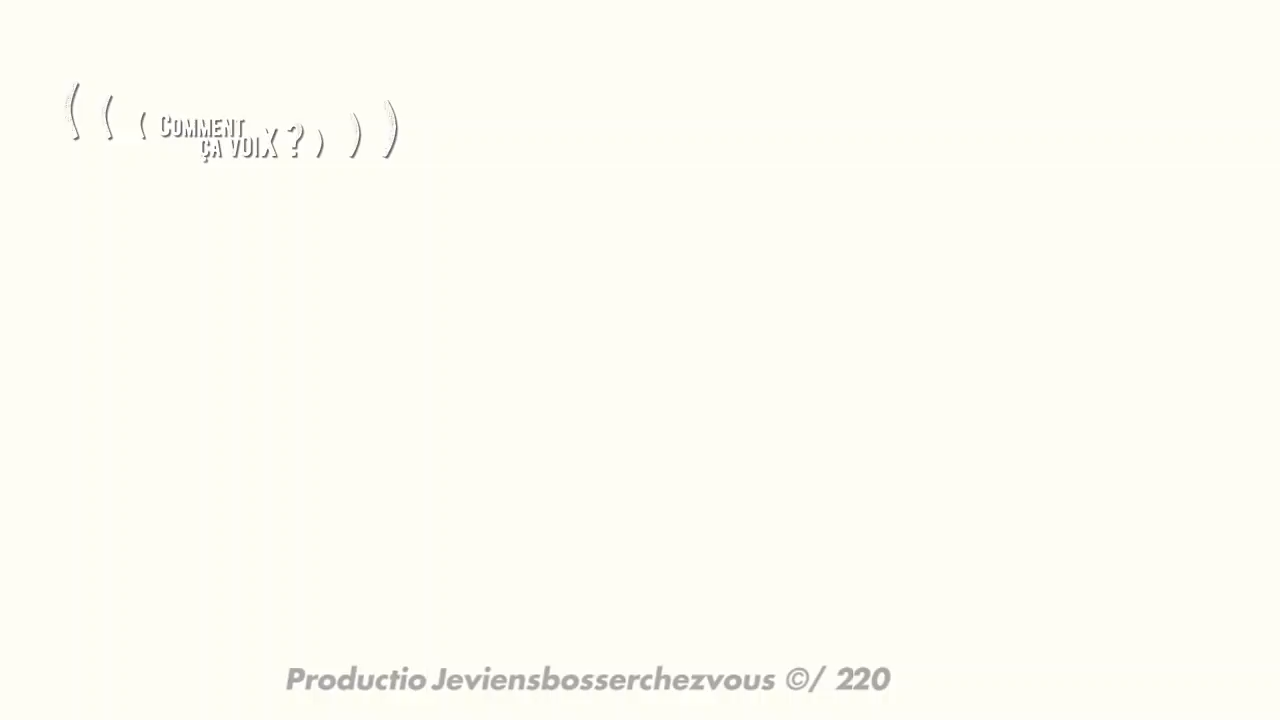 ( ( ( COMMENT
ÇA VOIX ? ) ) )
Productio Jeviensbosserchezvous ©/ 220